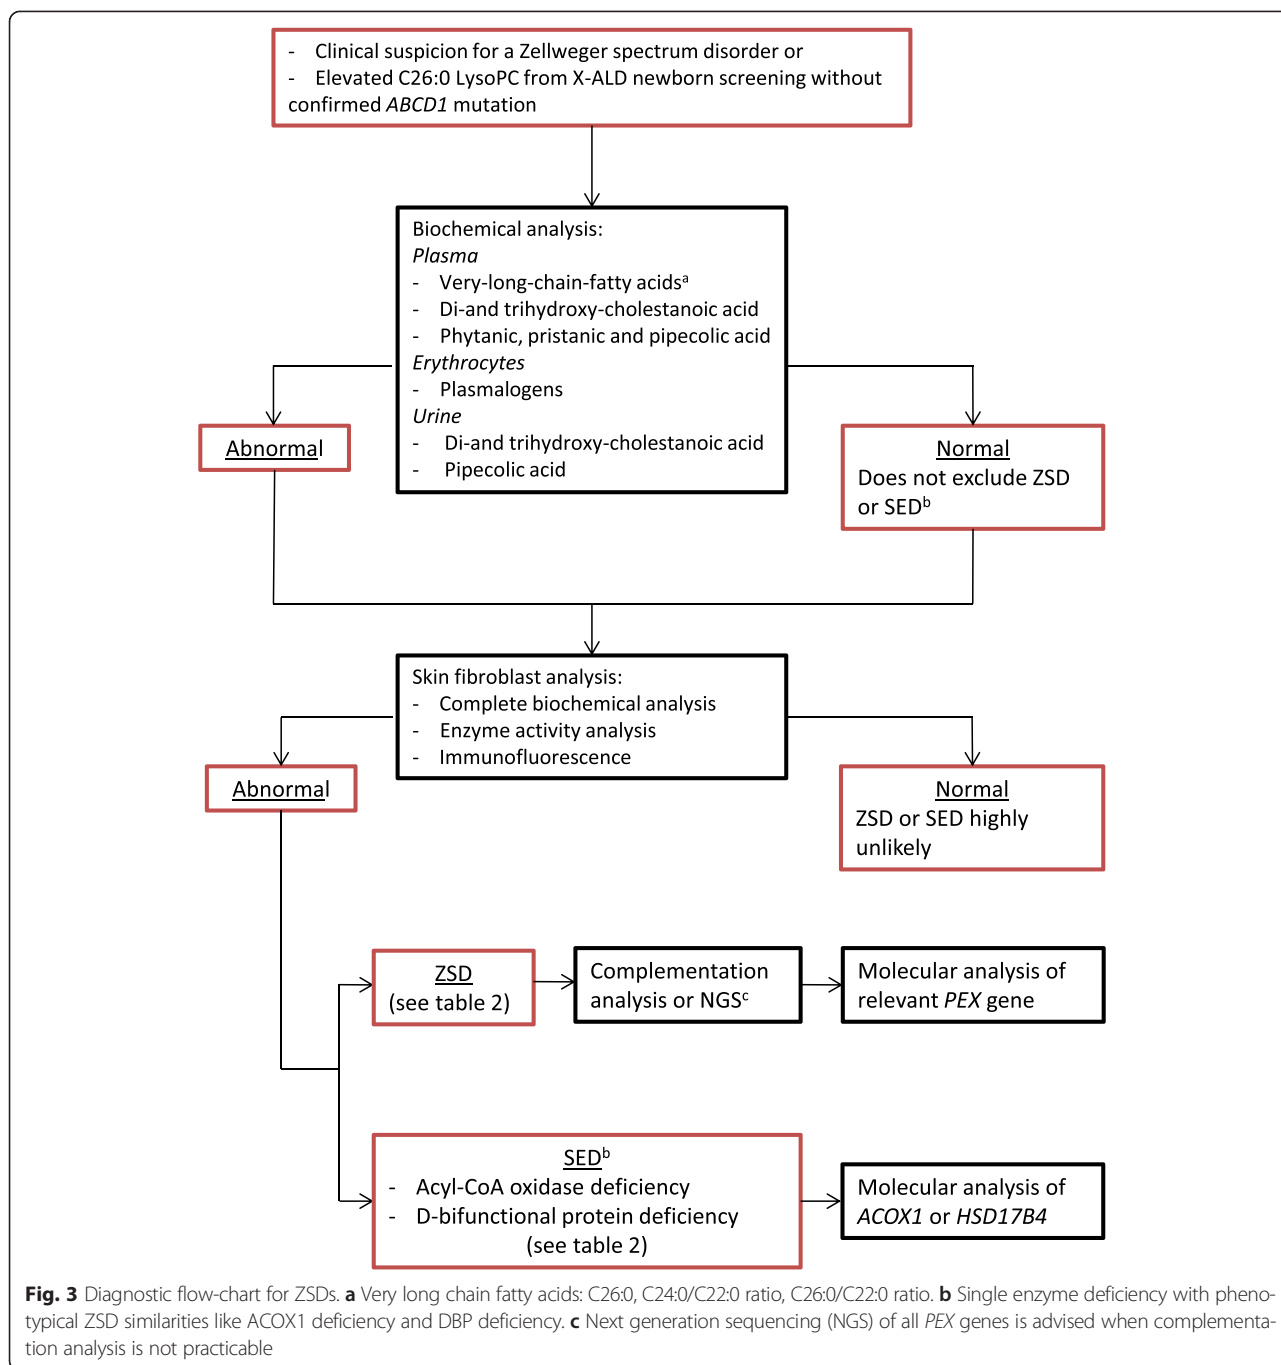 - Clinical suspicion for a Zellweger spectrum disorder or
- Elevated C26:0 LysoPC from X-ALD newborn screening without
confirmed ABCD1 mutation
Biochemical analysis:
Plasma
- Very-long-chain-fatty acidsᵃ
- Di-and trihydroxy-cholestanoic acid
- Phytanic, pristanic and pipecolic acid
Erythrocytes
- Plasmalogens
Urine
- Di-and trihydroxy-cholestanoic acid
- Pipecolic acid
Abnormal
Normal
Does not exclude ZSD
or SEDᵇ
Skin fibroblast analysis:
- Complete biochemical analysis
- Enzyme activity analysis
- Immunofluorescence
Abnormal
Normal
ZSD or SED highly
unlikely
ZSD
(see table 2)
Complementation
analysis or NGSᶜ
Molecular analysis of
relevant PEX gene
SEDᵇ
- Acyl-CoA oxidase deficiency
- D-bifunctional protein deficiency
(see table 2)
Molecular analysis of
ACOX1 or HSD17B4
Fig. 3 Diagnostic flow-chart for ZSDs. a Very long chain fatty acids: C26:0, C24:0/C22:0 ratio, C26:0/C22:0 ratio. b Single enzyme deficiency with pheno-
typical ZSD similarities like ACOX1 deficiency and DBP deficiency. c Next generation sequencing (NGS) of all PEX genes is advised when complementa-
tion analysis is not practicable